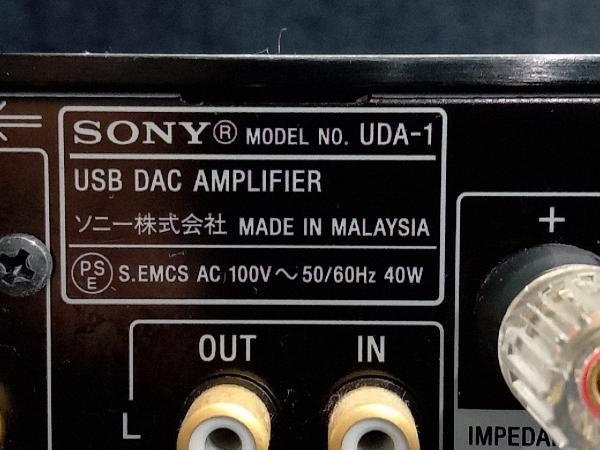 SONY® MODEL NO. UDA-1
USB DAC AMPLIFIER
ソニー株式会社 MADE IN MALAYSIA
PSE S.EMCS AC 100V～50/60Hz 40W
OUT IN
+
L